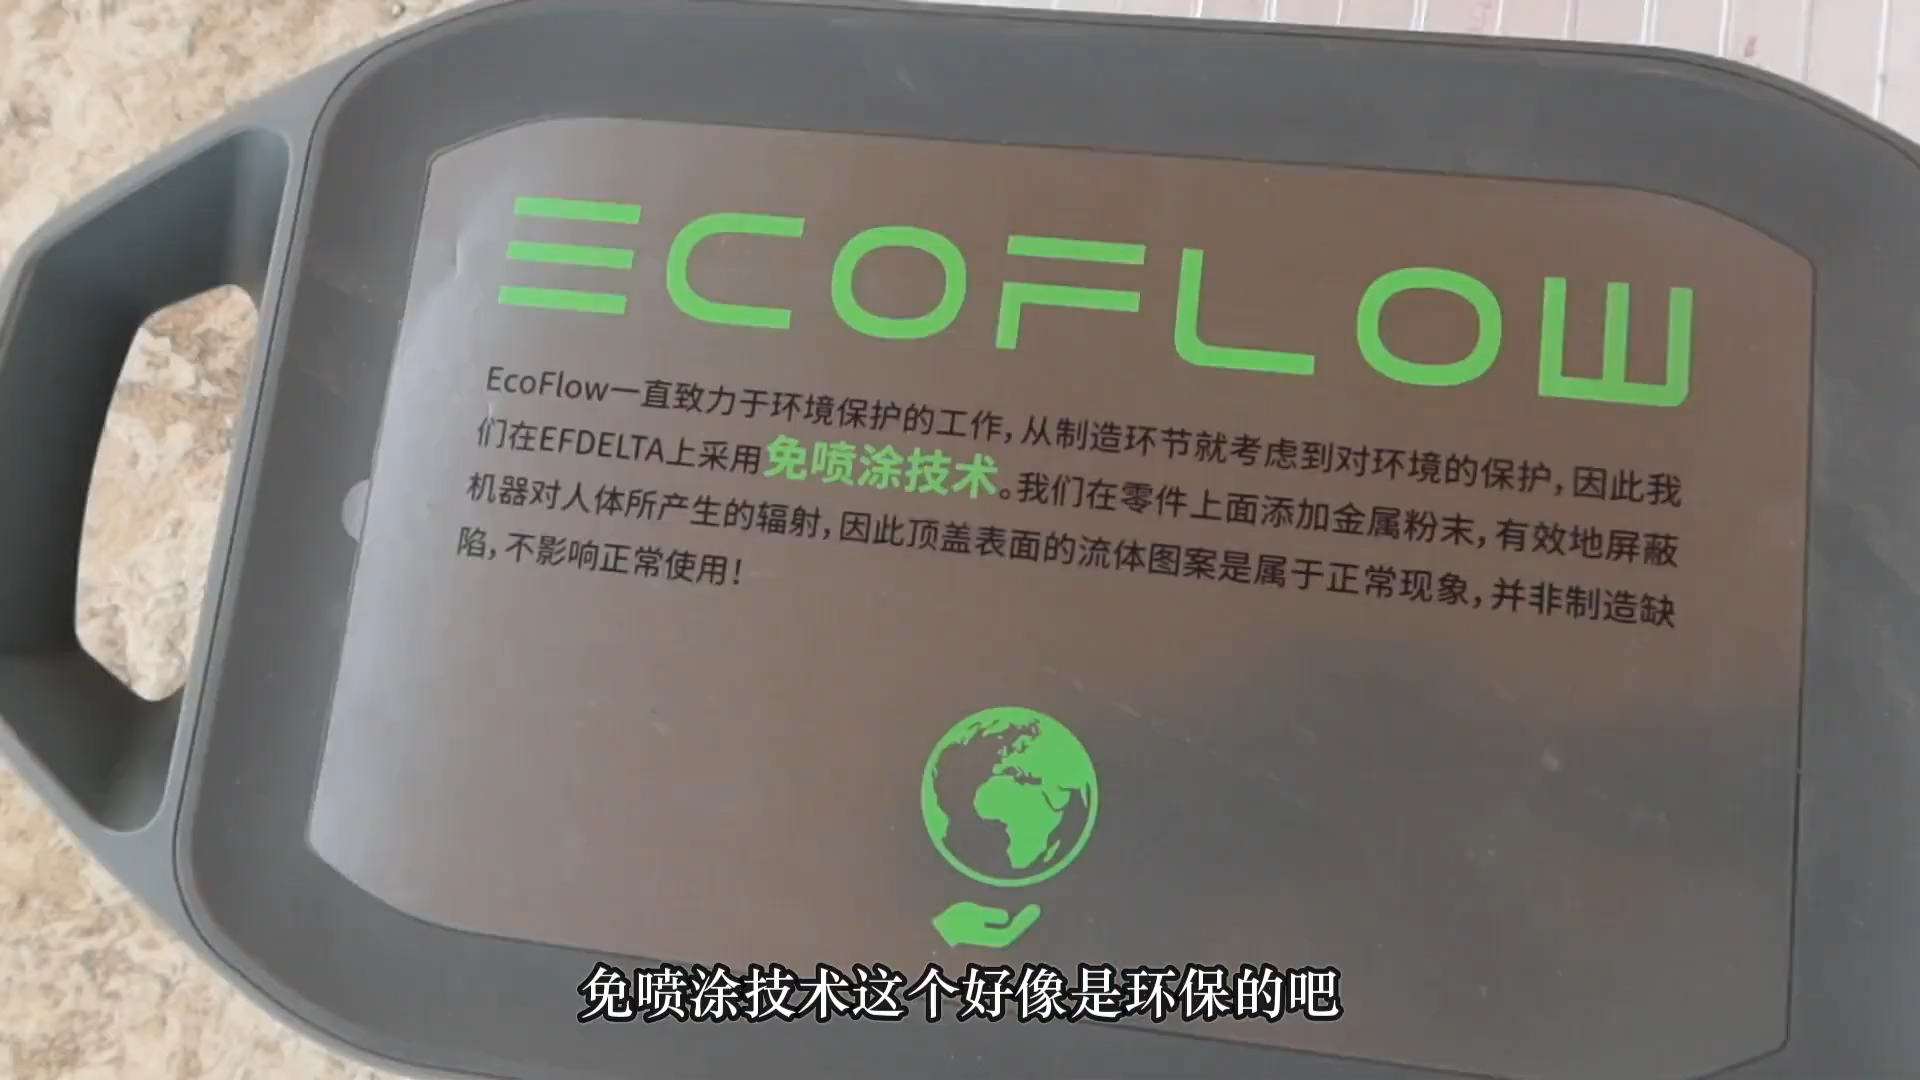 ECOFLOW
EcoFlow一直致力于环境保护的工作，从制造环节就考虑到对环境的保护，因此我
们在EFDELTA上采用免喷涂技术。我们在零件上面添加金属粉末，有效地屏蔽
机器对人体所产生的辐射，因此顶盖表面的流体图案是属于正常现象，并非制造缺
陷，不影响正常使用！
免喷涂技术这个好像是环保的吧